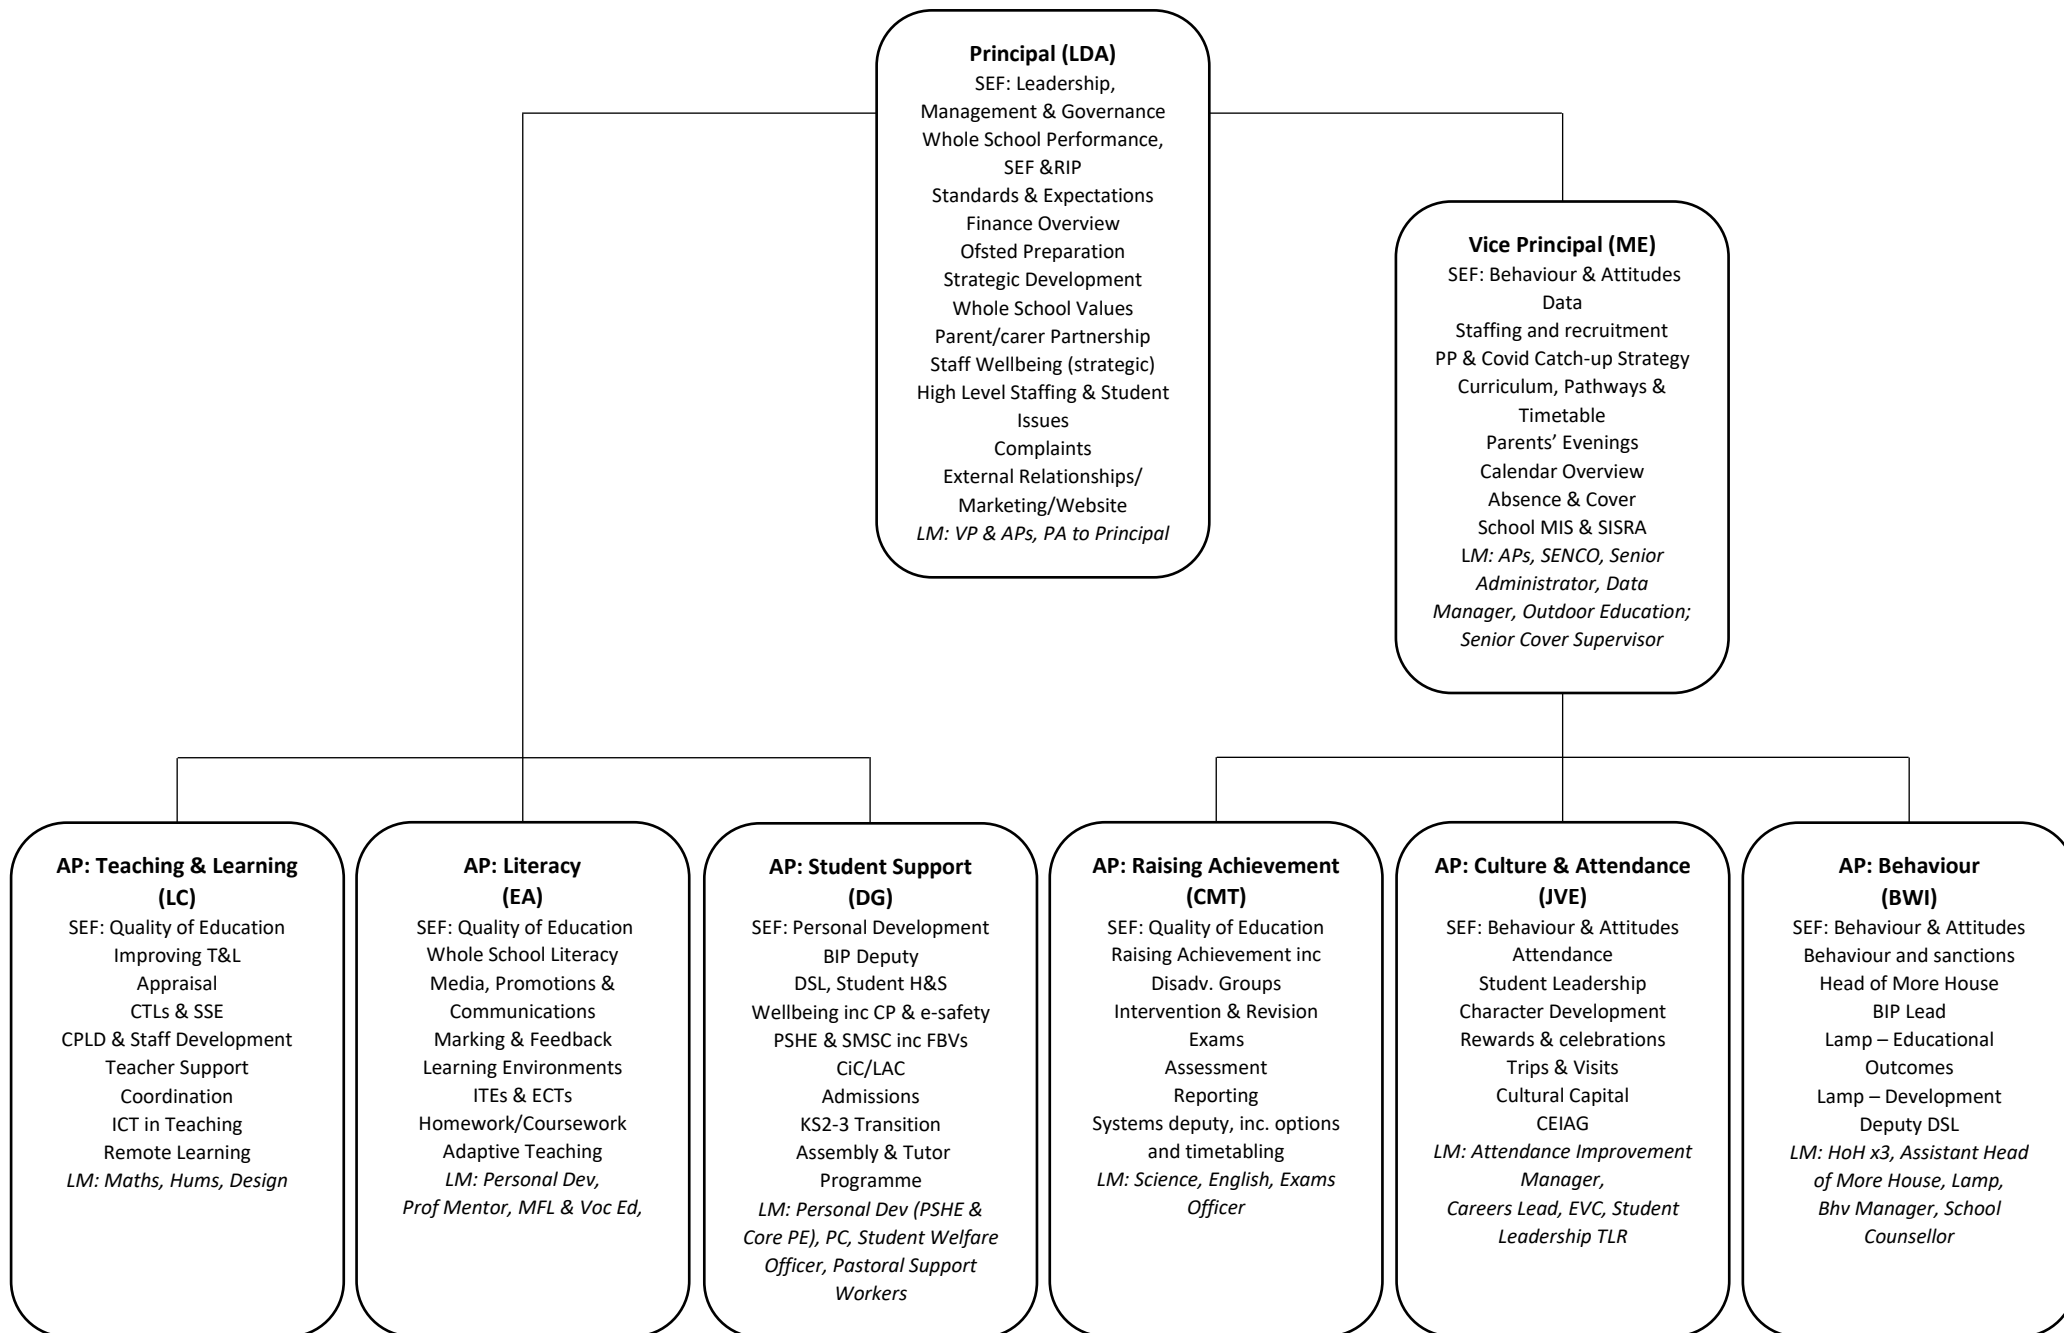 Principal (LDA)
SEF: Leadership,
Management & Governance
Whole School Performance,
SEF &RIP
Standards & Expectations
Finance Overview
Ofsted Preparation
Strategic Development
Whole School Values
Parent/carer Partnership
Staff Wellbeing (strategic)
High Level Staffing & Student
Issues
Complaints
External Relationships/
Marketing/Website
LM: VP & APs, PA to Principal
Vice Principal (ME)
SEF: Behaviour & Attitudes
Data
Staffing and recruitment
PP & Covid Catch-up Strategy
Curriculum, Pathways &
Timetable
Parents’ Evenings
Calendar Overview
Absence & Cover
School MIS & SISRA
LM: APs, SENCO, Senior
Administrator, Data
Manager, Outdoor Education;
Senior Cover Supervisor
AP: Teaching & Learning
(LC)
SEF: Quality of Education
Improving T&L
Appraisal
CTLs & SSE
CPLD & Staff Development
Teacher Support
Coordination
ICT in Teaching
Remote Learning
LM: Maths, Hums, Design
AP: Literacy
(EA)
SEF: Quality of Education
Whole School Literacy
Media, Promotions &
Communications
Marking & Feedback
Learning Environments
ITEs & ECTs
Homework/Coursework
Adaptive Teaching
LM: Personal Dev,
Prof Mentor, MFL & Voc Ed,
AP: Student Support
(DG)
SEF: Personal Development
BIP Deputy
DSL, Student H&S
Wellbeing inc CP & e-safety
PSHE & SMSC inc FBVs
CiC/LAC
Admissions
KS2-3 Transition
Assembly & Tutor
Programme
LM: Personal Dev (PSHE &
Core PE), PC, Student Welfare
Officer, Pastoral Support
Workers
AP: Raising Achievement
(CMT)
SEF: Quality of Education
Raising Achievement inc
Disadv. Groups
Intervention & Revision
Exams
Assessment
Reporting
Systems deputy, inc. options
and timetabling
LM: Science, English, Exams
Officer
AP: Culture & Attendance
(JVE)
SEF: Behaviour & Attitudes
Attendance
Student Leadership
Character Development
Rewards & celebrations
Trips & Visits
Cultural Capital
CEIAG
LM: Attendance Improvement
Manager,
Careers Lead, EVC, Student
Leadership TLR
AP: Behaviour
(BWI)
SEF: Behaviour & Attitudes
Behaviour and sanctions
Head of More House
BIP Lead
Lamp – Educational
Outcomes
Lamp – Development
Deputy DSL
LM: HoH x3, Assistant Head
of More House, Lamp,
Bhv Manager, School
Counsellor